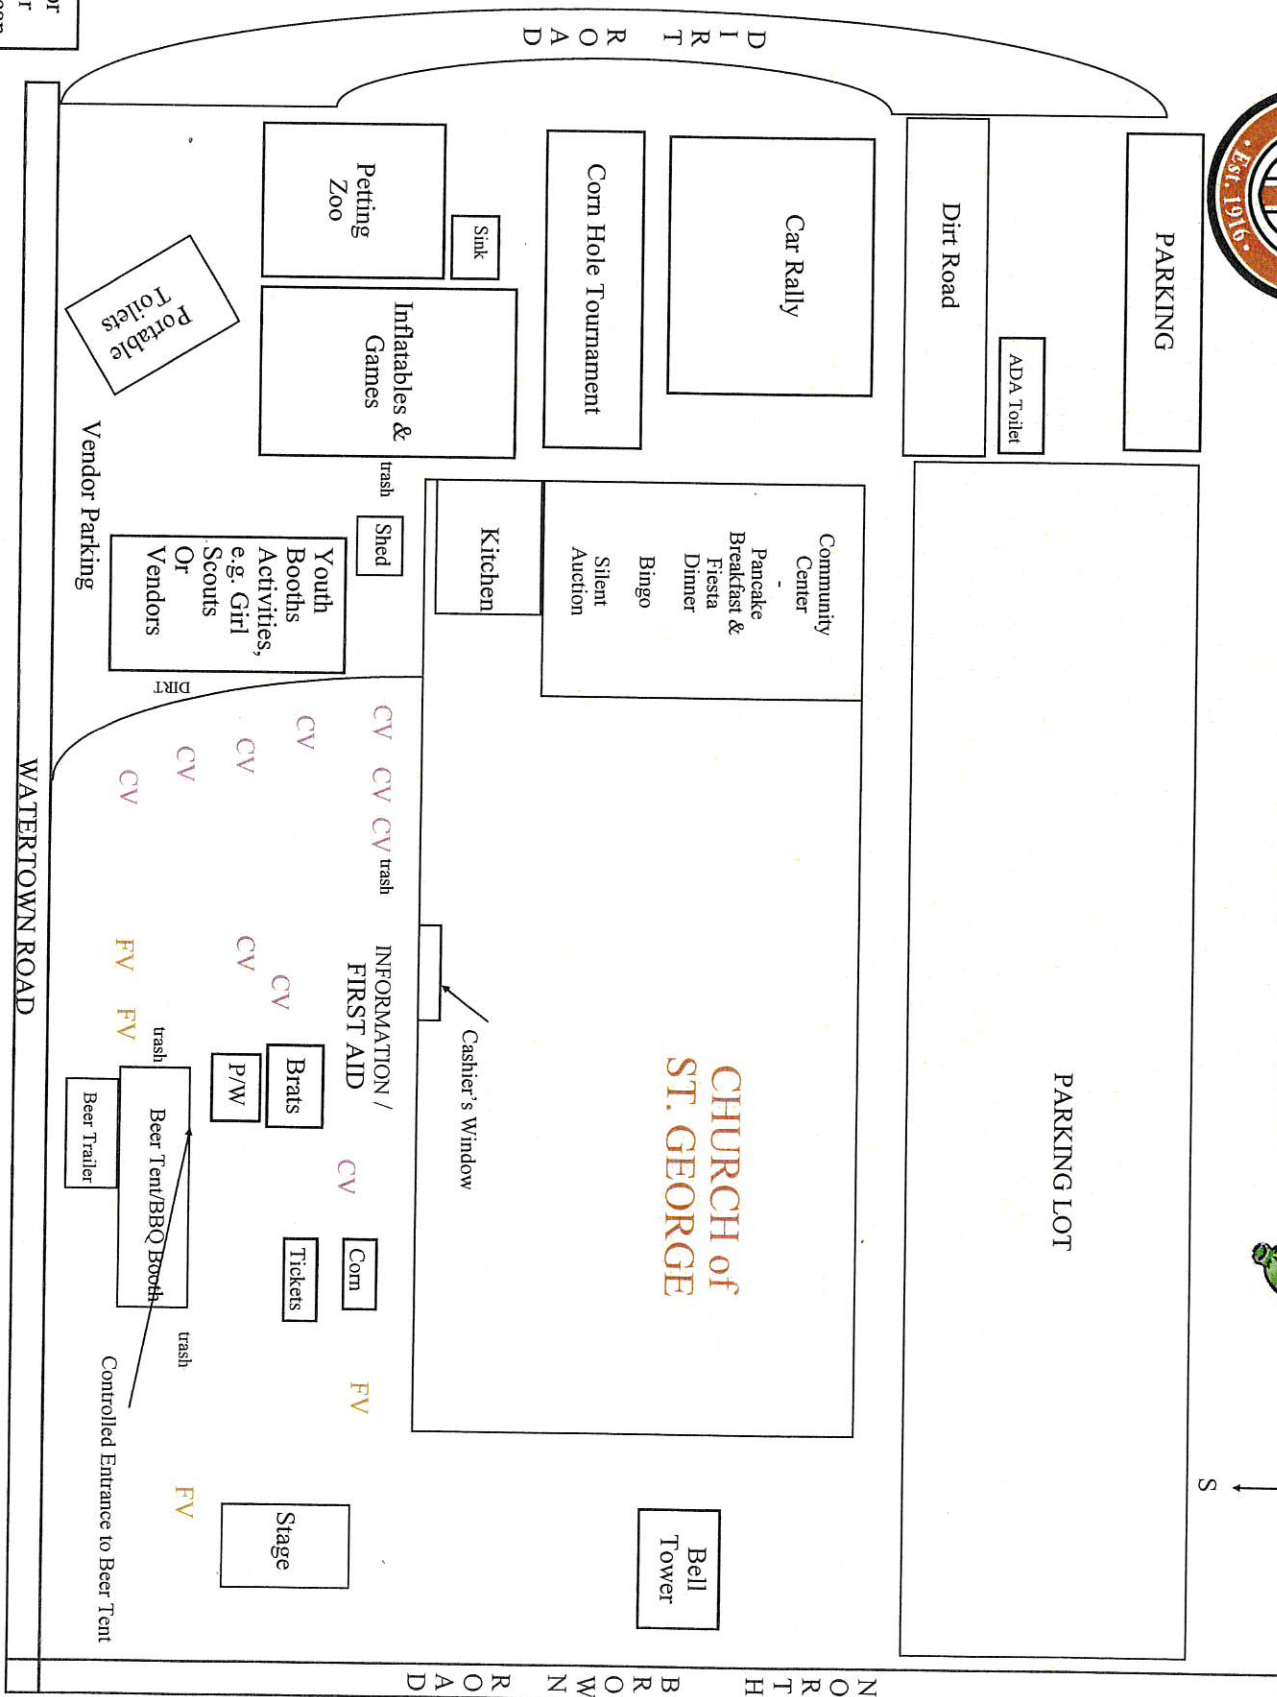 Est. 1916
PARKING
S
ADA Toilet
Dirt Road
PARKING LOT
DIRT ROAD
Car Rally
Community
Center
-
Pancake
Breakfast &
Fiesta
Dinner
Bingo
Silent
Auction
CHURCH of
ST. GEORGE
Bell
Tower
NORTH BROWN ROAD
Corn Hole Tournament
Kitchen
Cashier's Window
Sink
Petting
Zoo
Inflatables &
Games
trash
Shed
CV CV CV trash
INFORMATION /
FIRST AID
CV
Corn
FV
Youth
Booths
Activities,
e.g. Girl
Scouts
Or
Vendors
DIRT
CV
CV
CV
CV
CV
CV
Brats
P/W
Tickets
Stage
Portable
Toilets
Vendor Parking
FV FV
trash
Beer Tent/BBQ Booth
trash
FV
Beer Trailer
Controlled Entrance to Beer Tent
WATERTOWN ROAD